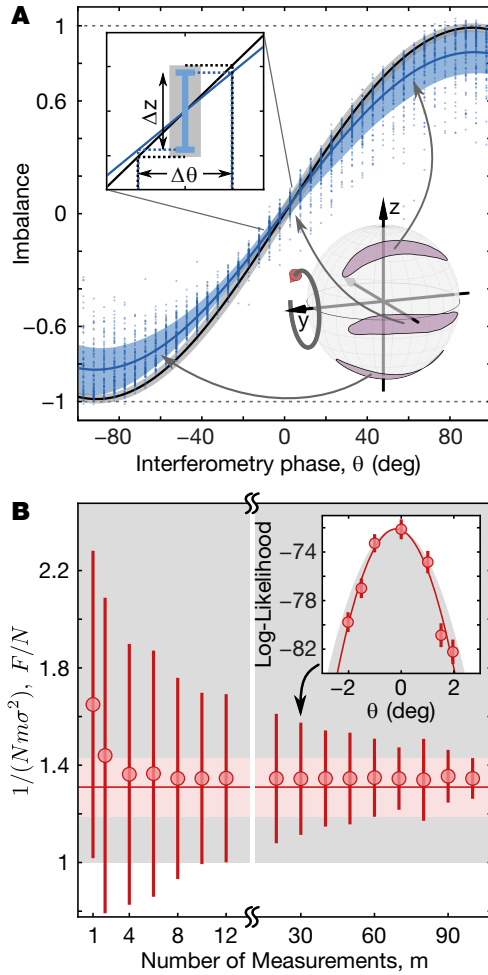 A
1
0.6
0
−0.6
−1
Imbalance
Δz
Δθ
z
y
−80
−40
0
40
80
Interferometry phase, θ (deg)
B
2.2
1.8
1.4
1
1/(Nmσ²), F/N
Log-Likelihood
−74
−78
−82
−2
0
2
θ (deg)
1
4
8
12
30
60
90
Number of Measurements, m